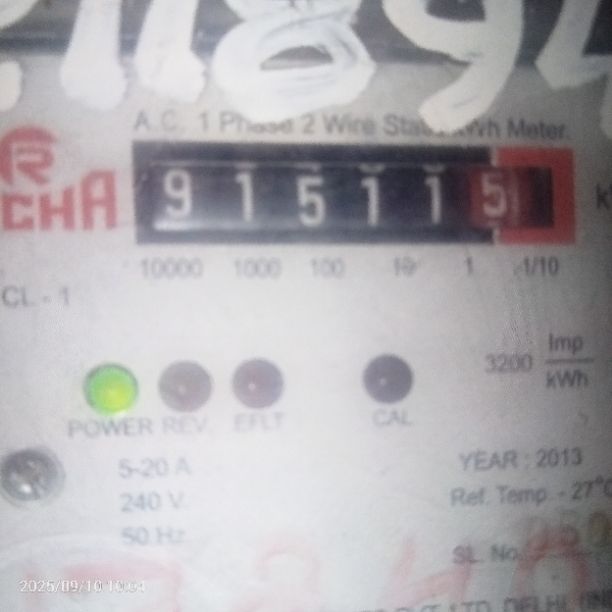 A.C. 1 Phase 2 Wire Static kWh Meter.
R
CHA
9 1 5 1 1 5
10000 1000 100 10 1 1/10
CL - 1
3200 Imp
kWh
POWER REV. EFLT CAL
5-20 A
240 V.
50 Hz
YEAR : 2013
Ref. Temp. - 27°C
SL. No.
2025/09/10